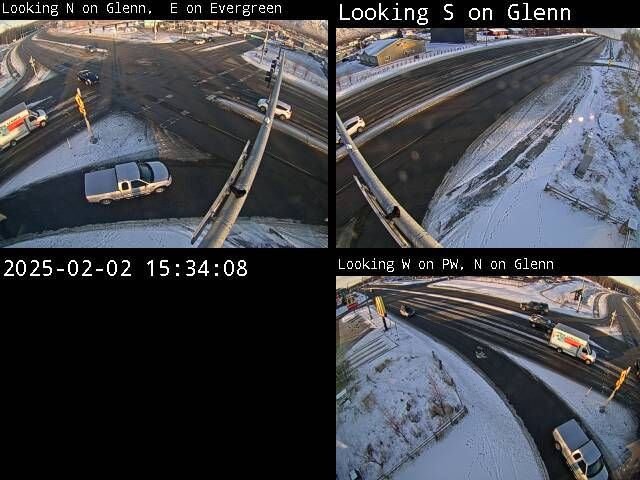 Looking N on Glenn,  E on Evergreen
Looking S on Glenn
2025-02-02 15:34:08
Looking W on PW, N on Glenn